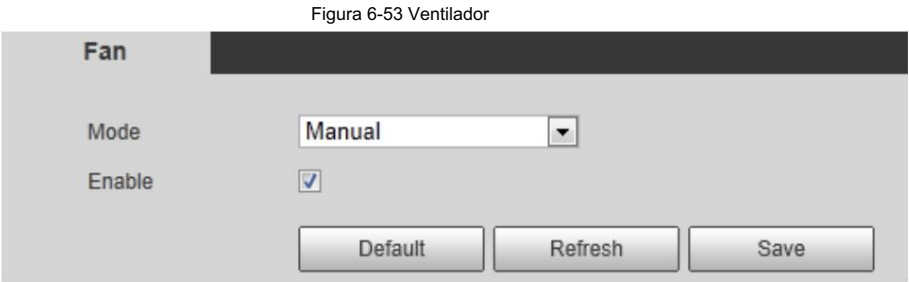 Figura 6-53 Ventilador
Fan
Mode Manual
Enable
Default Refresh Save